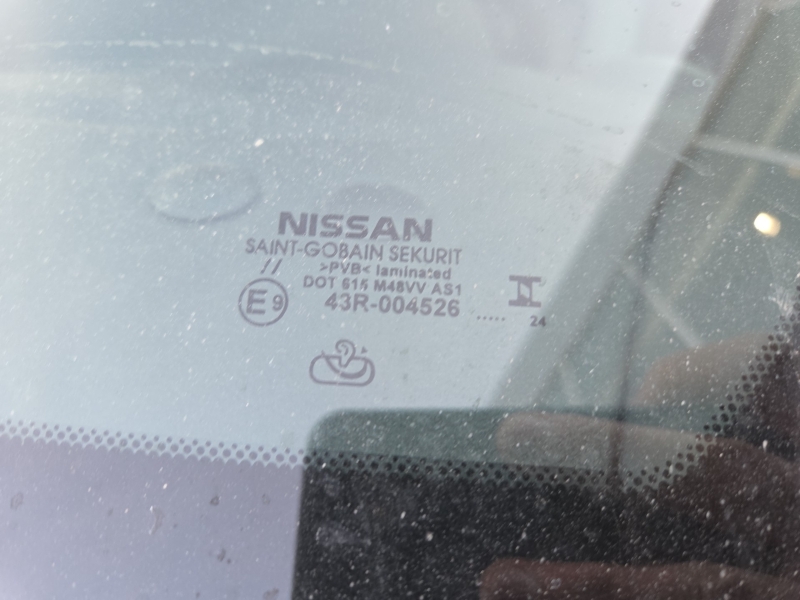 NISSAN
SAINT-GOBAIN SEKURIT
// >PVB< laminated
DOT 615 M48VV AS1
E9 43R-004526
..... 24